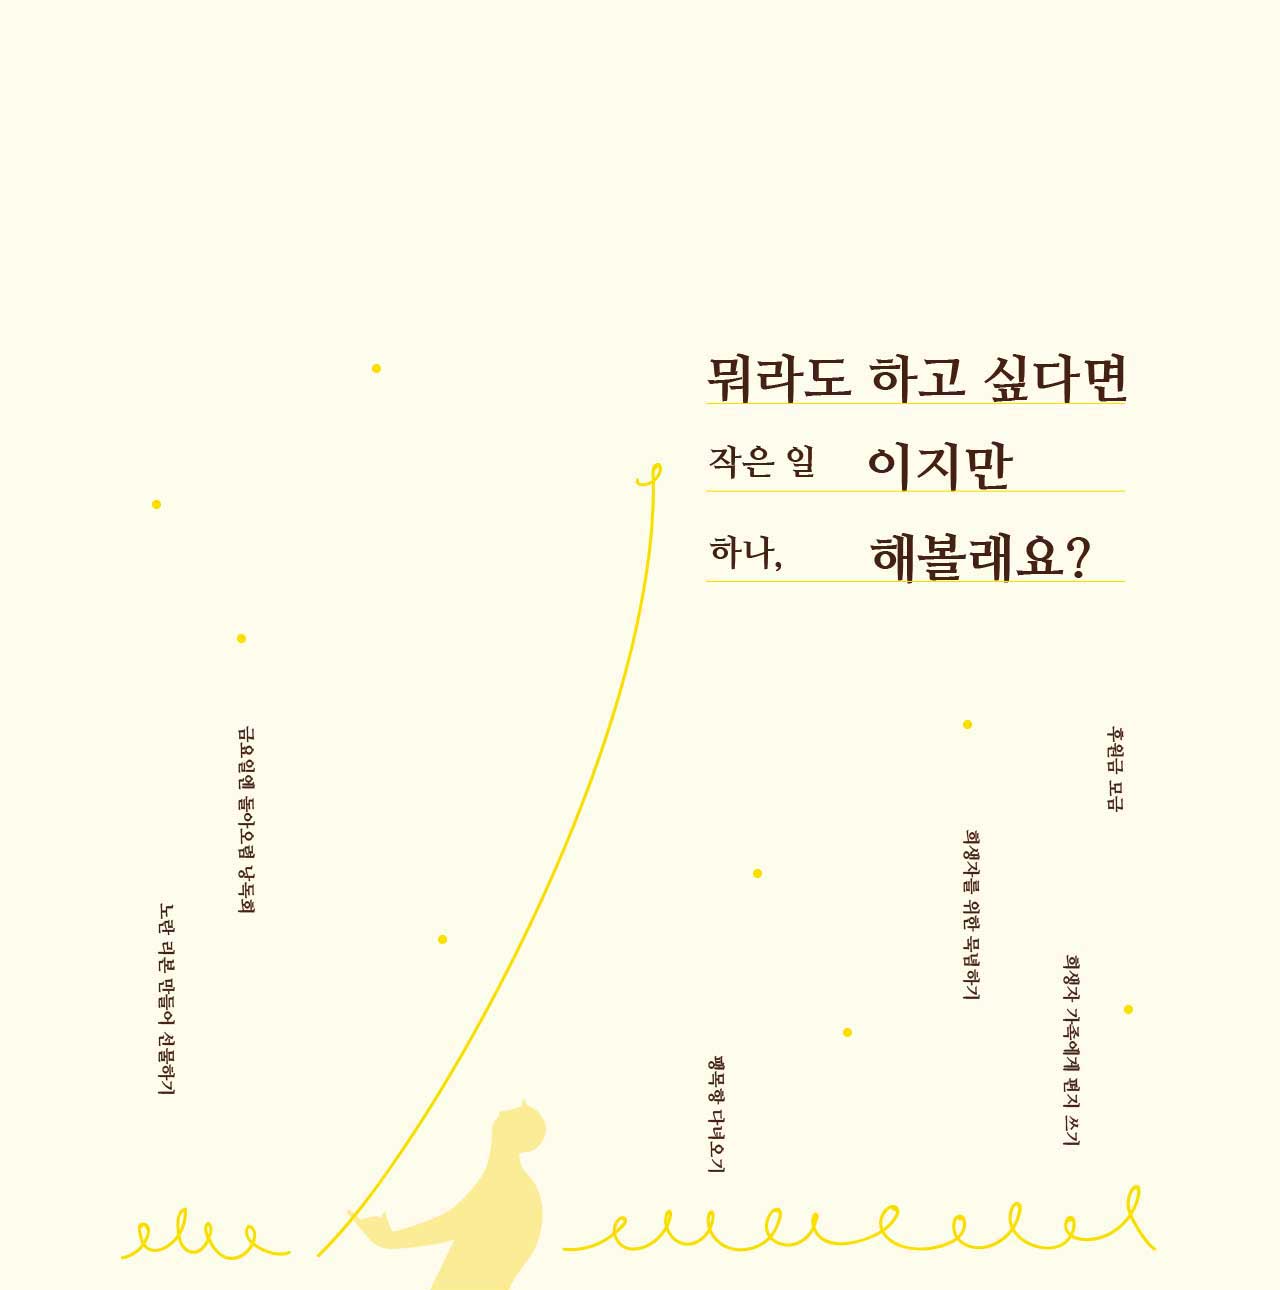 뭐라도 하고 싶다면
작은 일 이지만
하나, 해볼래요?
금요일엔 돌아오렴 낭독회
노란 리본 만들어 선물하기
후원금 모금
희생자를 위한 묵념하기
희생자 가족에게 편지 쓰기
팽목항 다녀오기